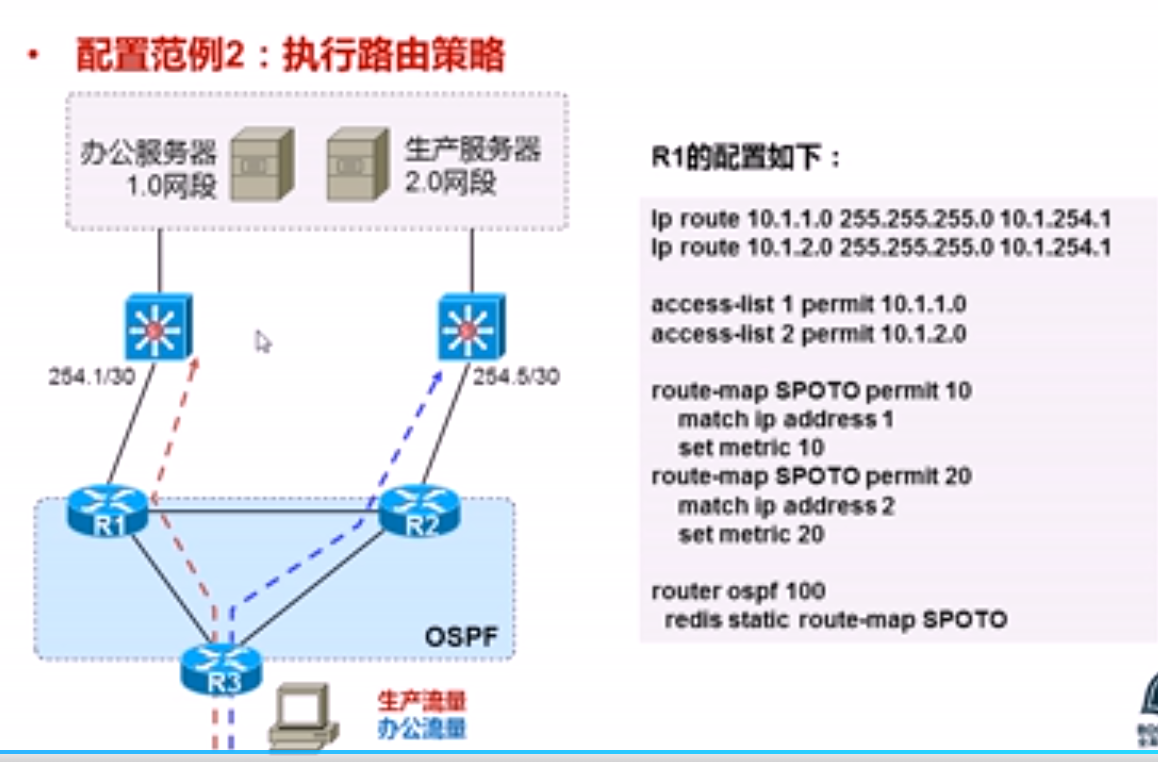 • 配置范例2：执行路由策略
办公服务器
1.0网段
生产服务器
2.0网段
254.1/30
254.5/30
R1
R2
OSPF
R3
生产流量
办公流量
R1的配置如下：
Ip route 10.1.1.0 255.255.255.0 10.1.254.1
Ip route 10.1.2.0 255.255.255.0 10.1.254.1
access-list 1 permit 10.1.1.0
access-list 2 permit 10.1.2.0
route-map SPOTO permit 10
match ip address 1
set metric 10
route-map SPOTO permit 20
match ip address 2
set metric 20
router ospf 100
redis static route-map SPOTO